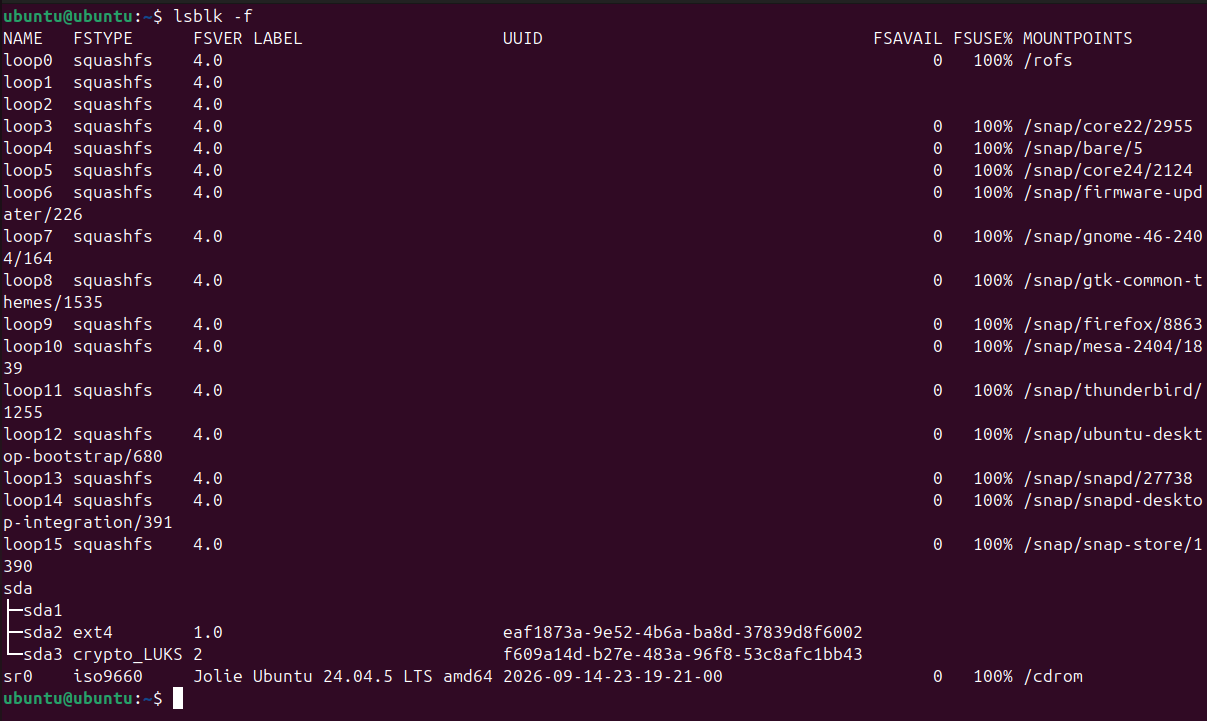 ubuntu@ubuntu:~$ lsblk -f
NAME   FSTYPE      FSVER LABEL                    UUID                                 FSAVAIL FSUSE% MOUNTPOINTS
loop0  squashfs    4.0                                                                       0   100% /rofs
loop1  squashfs    4.0
loop2  squashfs    4.0
loop3  squashfs    4.0                                                                       0   100% /snap/core22/2955
loop4  squashfs    4.0                                                                       0   100% /snap/bare/5
loop5  squashfs    4.0                                                                       0   100% /snap/core24/2124
loop6  squashfs    4.0                                                                       0   100% /snap/firmware-upd
ater/226
loop7  squashfs    4.0                                                                       0   100% /snap/gnome-46-240
4/164
loop8  squashfs    4.0                                                                       0   100% /snap/gtk-common-t
hemes/1535
loop9  squashfs    4.0                                                                       0   100% /snap/firefox/8863
loop10 squashfs    4.0                                                                       0   100% /snap/mesa-2404/18
39
loop11 squashfs    4.0                                                                       0   100% /snap/thunderbird/
1255
loop12 squashfs    4.0                                                                       0   100% /snap/ubuntu-deskt
op-bootstrap/680
loop13 squashfs    4.0                                                                       0   100% /snap/snapd/27738
loop14 squashfs    4.0                                                                       0   100% /snap/snapd-deskto
p-integration/391
loop15 squashfs    4.0                                                                       0   100% /snap/snap-store/1
390
sda
├─sda1
├─sda2 ext4        1.0                            eaf1873a-9e52-4b6a-ba8d-37839d8f6002
└─sda3 crypto_LUKS 2                              f609a14d-b27e-483a-96f8-53c8afc1bb43
sr0    iso9660     Jolie Ubuntu 24.04.5 LTS amd64 2026-09-14-23-19-21-00                     0   100% /cdrom
ubuntu@ubuntu:~$